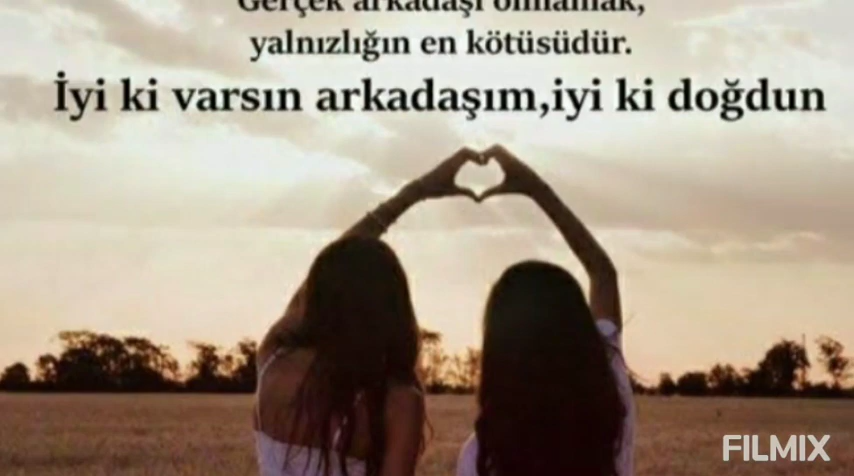 Gerçek arkadaşı olmamak,
yalnızlığın en kötüsüdür.
İyi ki varsın arkadaşım,iyi ki doğdun
FILMIX